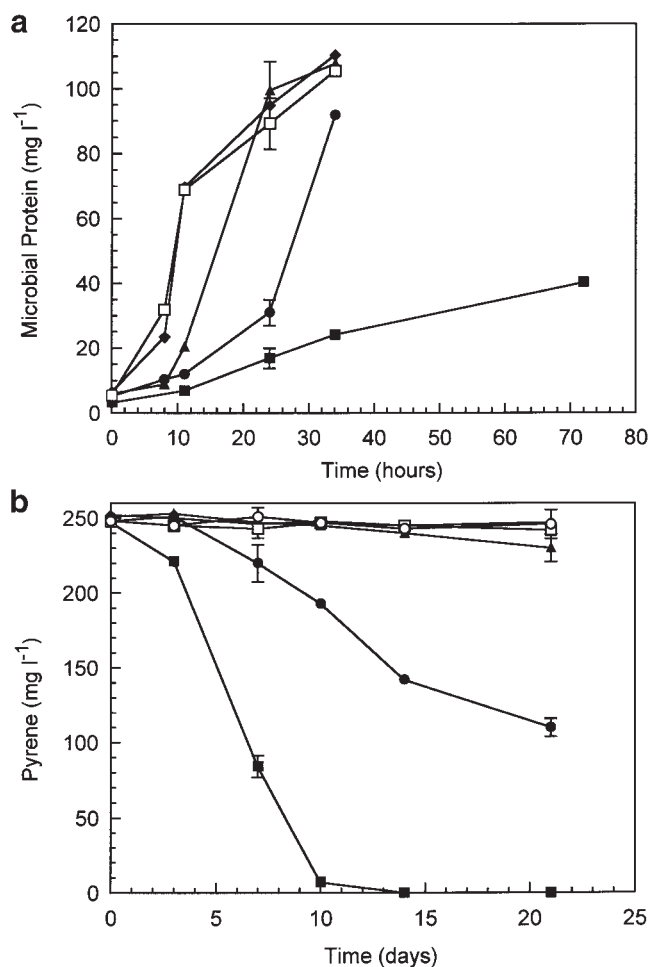 a
120
100
80
60
40
20
0
Microbial Protein (mg l⁻¹)
0 10 20 30 40 50 60 70 80
Time (hours)
b
250
200
150
100
50
0
Pyrene (mg l⁻¹)
0 5 10 15 20 25
Time (days)